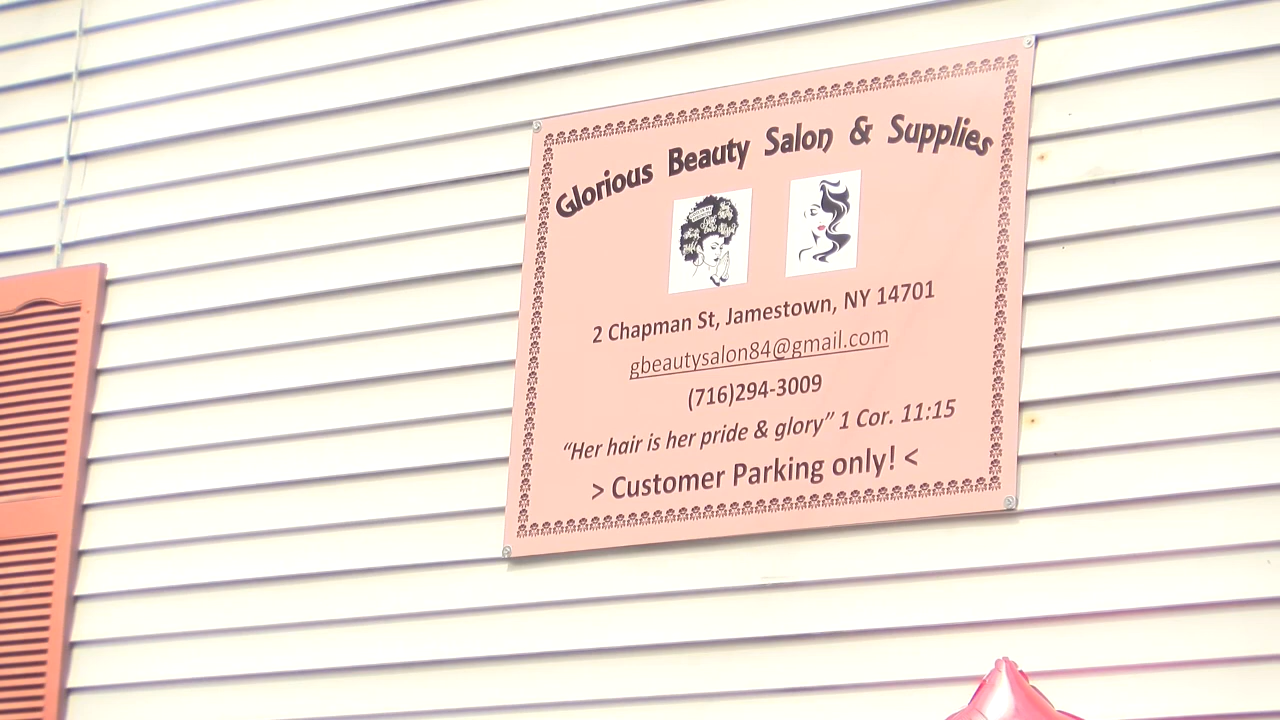 Glorious Beauty Salon & Supplies
2 Chapman St, Jamestown, NY 14701
gbeautysalon84@gmail.com
(716)294-3009
“Her hair is her pride & glory” 1 Cor. 11:15
> Customer Parking only! <